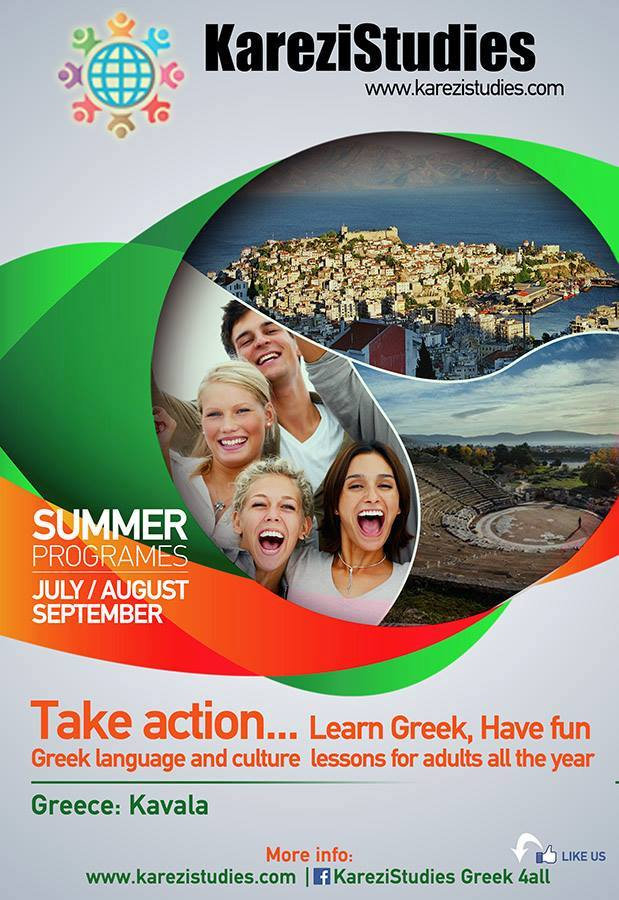 KareziStudies
www.karezistudies.com
SUMMER
PROGRAMES
JULY / AUGUST
SEPTEMBER
Take action... Learn Greek, Have fun
Greek language and culture lessons for adults all the year
Greece: Kavala
More info:
LIKE US
www.karezistudies.com | KareziStudies Greek 4all